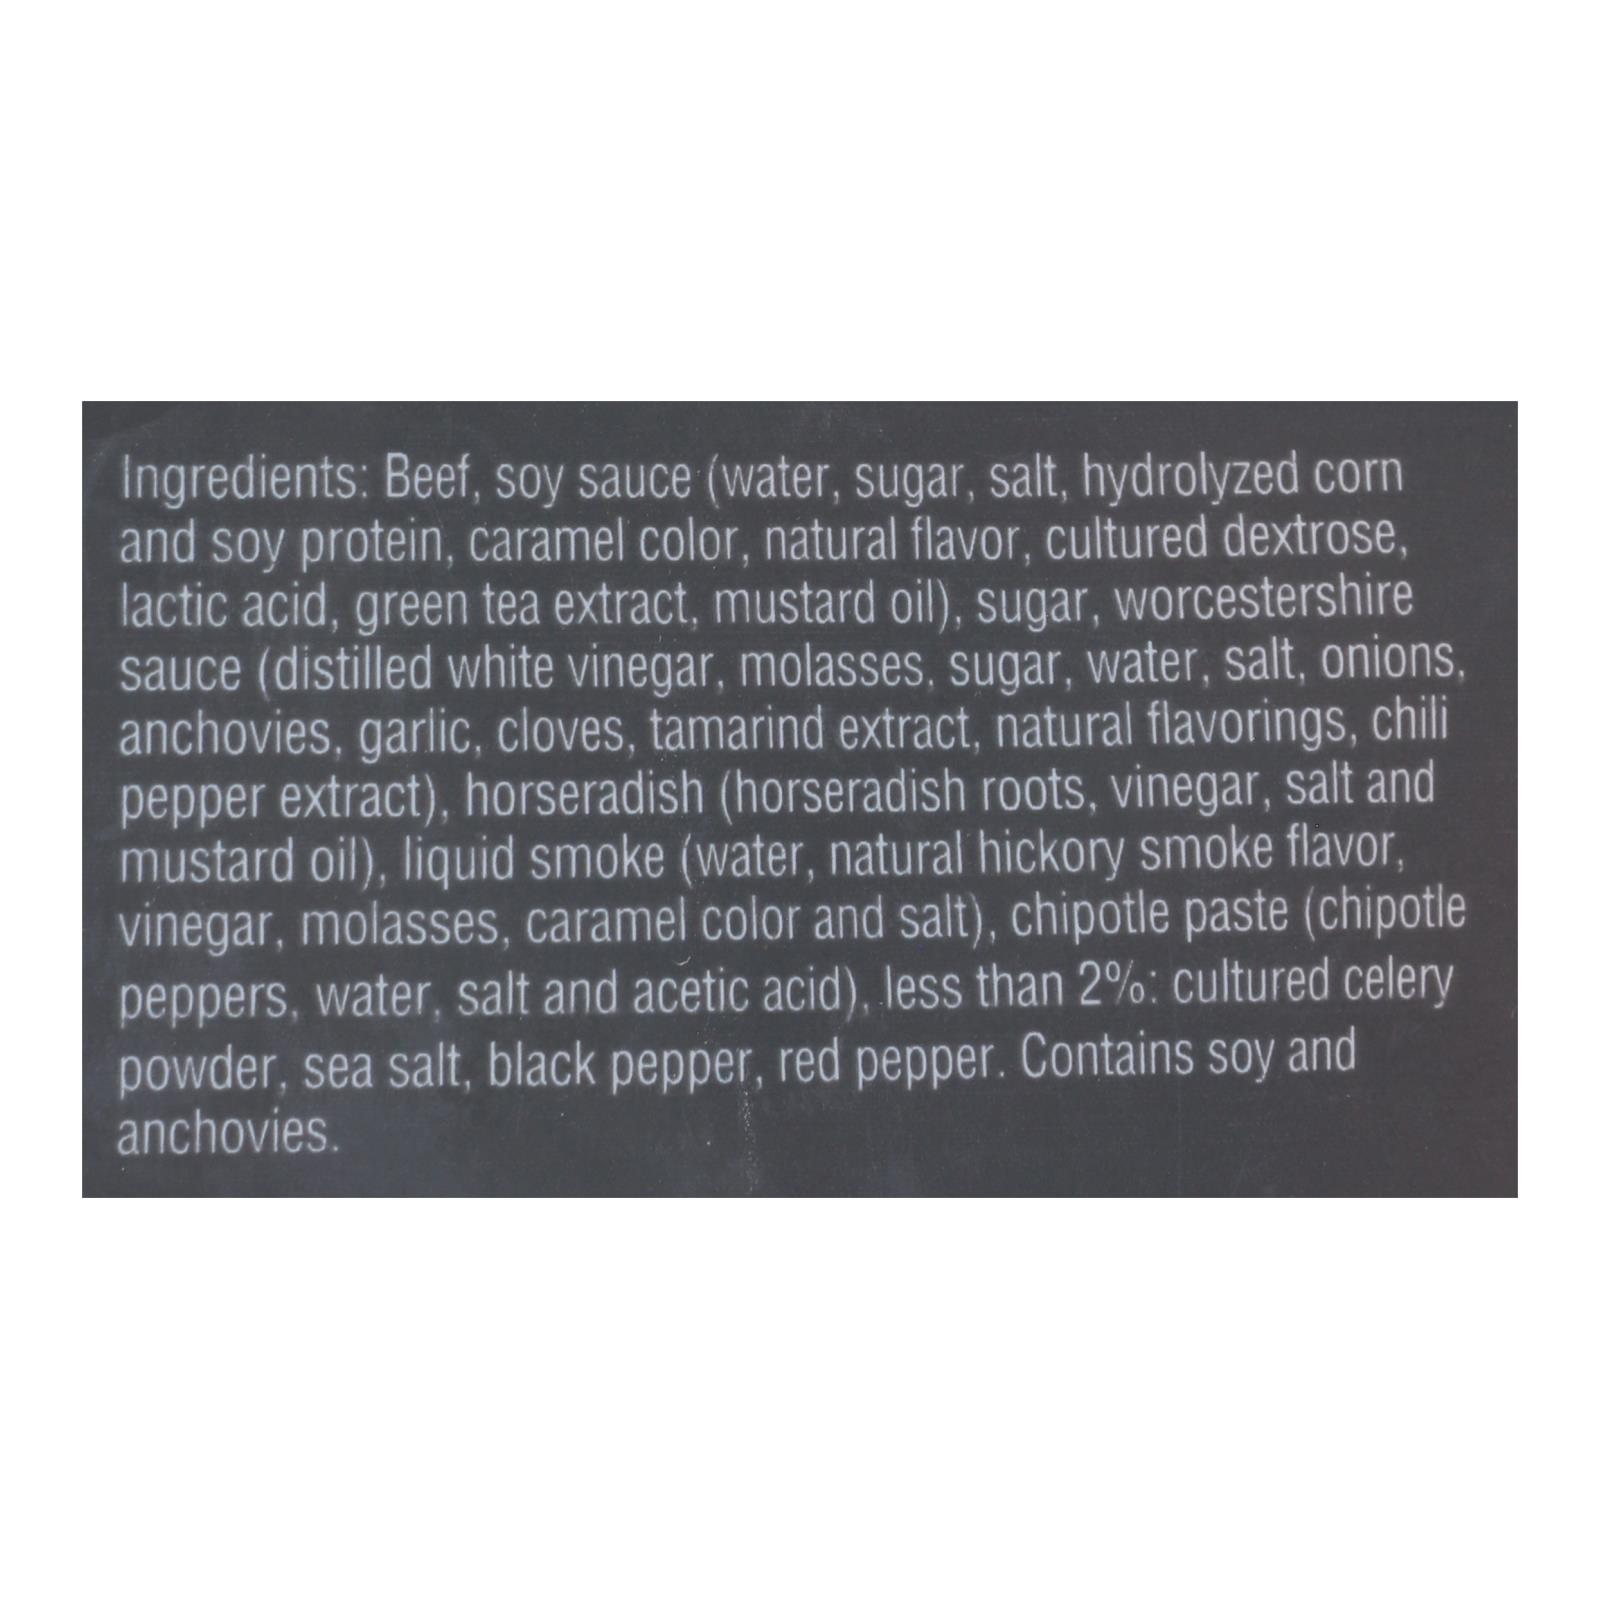 Ingredients: Beef, soy sauce (water, sugar, salt, hydrolyzed corn
and soy protein, caramel color, natural flavor, cultured dextrose,
lactic acid, green tea extract, mustard oil), sugar, worcestershire
sauce (distilled white vinegar, molasses, sugar, water, salt, onions,
anchovies, garlic, cloves, tamarind extract, natural flavorings, chili
pepper extract), horseradish (horseradish roots, vinegar, salt and
mustard oil), liquid smoke (water, natural hickory smoke flavor,
vinegar, molasses, caramel color and salt), chipotle paste (chipotle
peppers, water, salt and acetic acid), less than 2%: cultured celery
powder, sea salt, black pepper, red pepper. Contains soy and
anchovies.